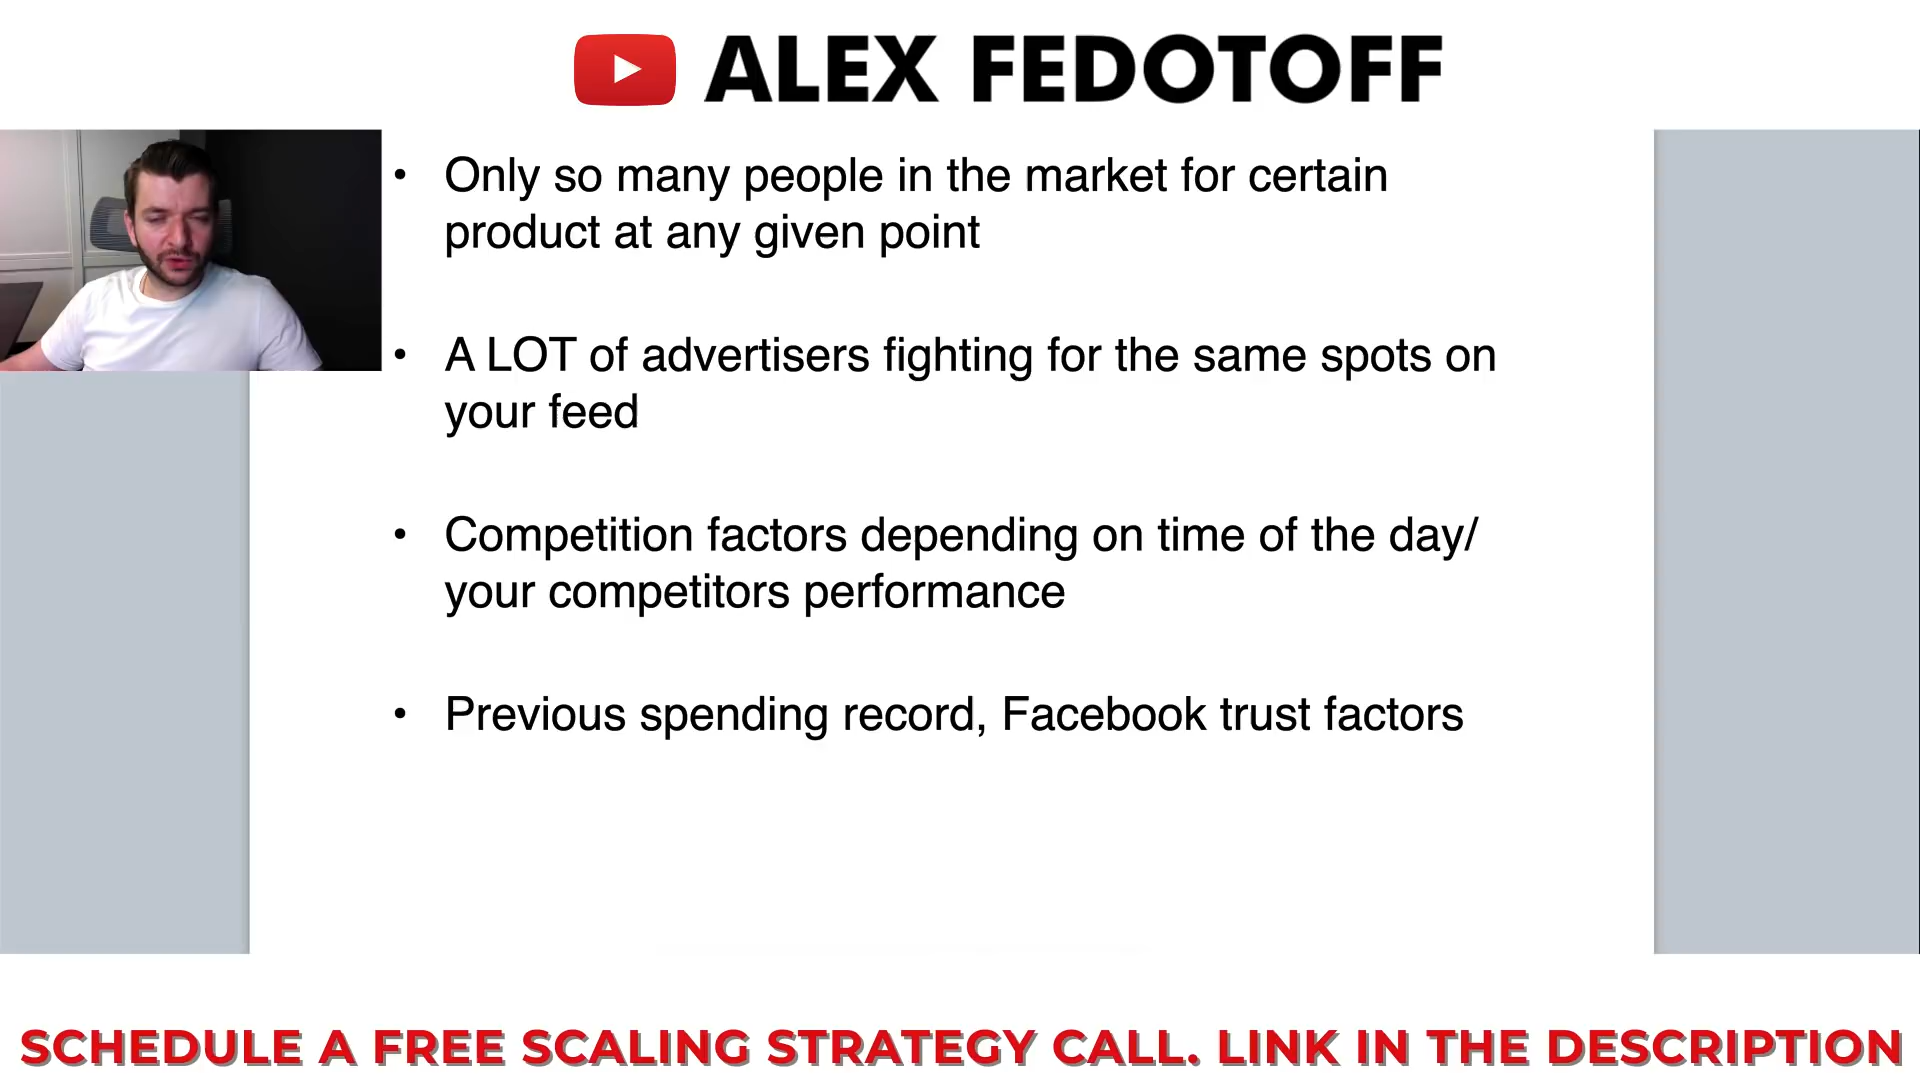 ALEX FEDOTOFF
• Only so many people in the market for certain
product at any given point
• A LOT of advertisers fighting for the same spots on
your feed
• Competition factors depending on time of the day/
your competitors performance
• Previous spending record, Facebook trust factors
SCHEDULE A FREE SCALING STRATEGY CALL. LINK IN THE DESCRIPTION